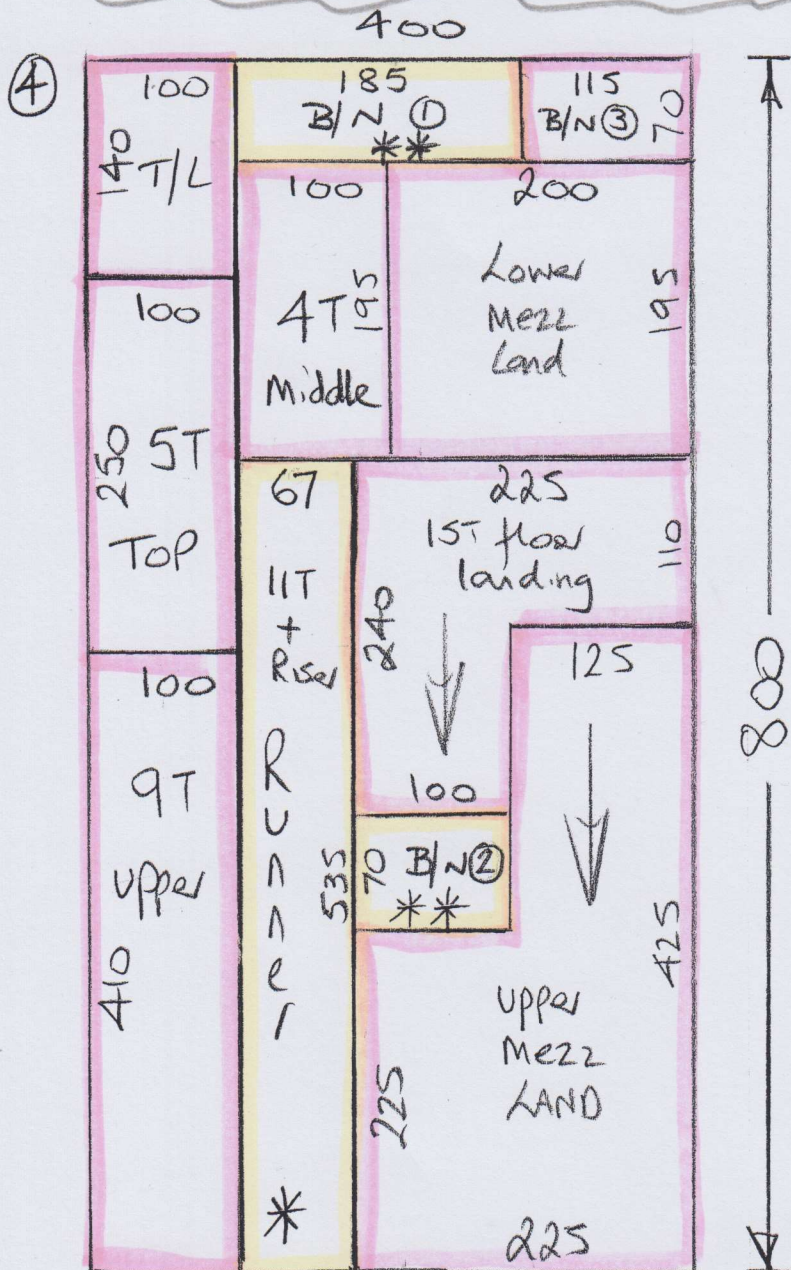 400
④
100
140
T/L
185
B/N ①
**
115
B/N ③
70
100
195
4T
Middle
200
Lower
Mezz
Land
195
100
250
5T
TOP
67
11T
+
Riser
Runner
535
*
225
1ST floor
landing
110
240
100
125
800
100
9T
upper
410
70
B/N ②
**
425
upper
Mezz
LAND
225
225